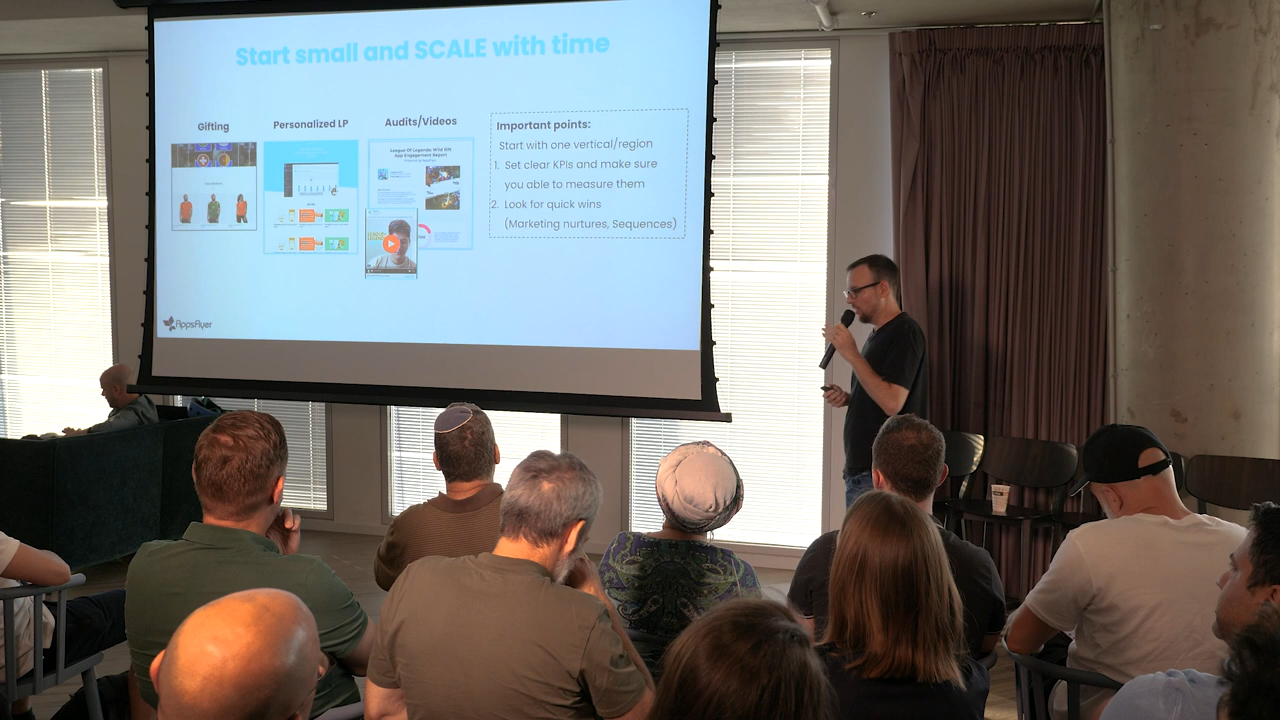 Start small and SCALE with time
Gifting
Personalized LP
Audits/Videos
League Of Legends: Wild Rift
App Engagement Report
Important points:
Start with one vertical/region
1. Set clear KPIs and make sure
you able to measure them
2. Look for quick wins
(Marketing nurtures, Sequences)
AppsFlyer